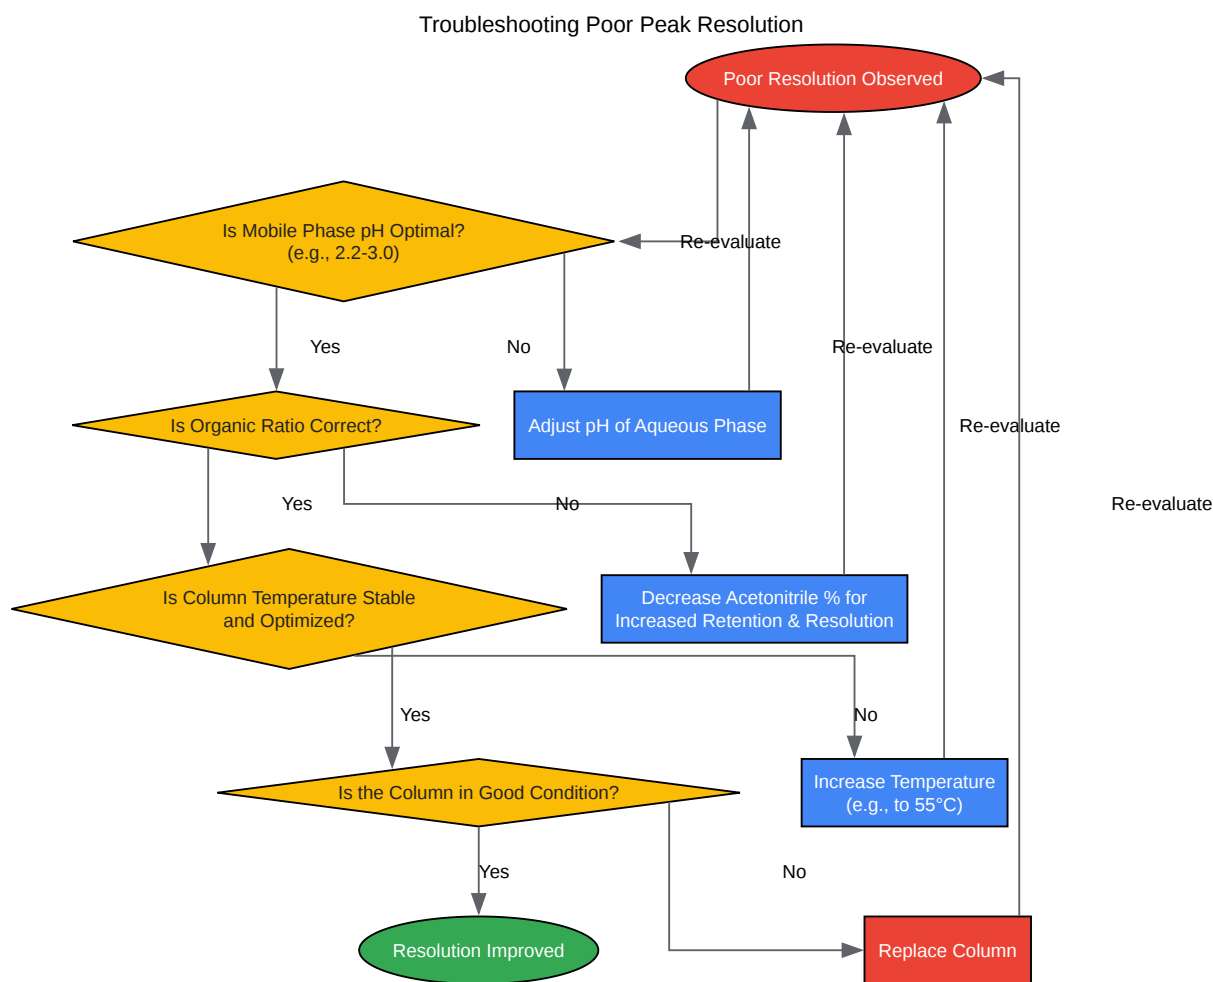 Troubleshooting Poor Peak Resolution
Poor Resolution Observed
Is Mobile Phase pH Optimal?
(e.g., 2.2-3.0)
Re-evaluate
Yes
No
Re-evaluate
Is Organic Ratio Correct?
Adjust pH of Aqueous Phase
Re-evaluate
Yes
No
Re-evaluate
Is Column Temperature Stable
and Optimized?
Decrease Acetonitrile % for
Increased Retention & Resolution
Yes
No
Is the Column in Good Condition?
Increase Temperature
(e.g., to 55°C)
Yes
No
Resolution Improved
Replace Column